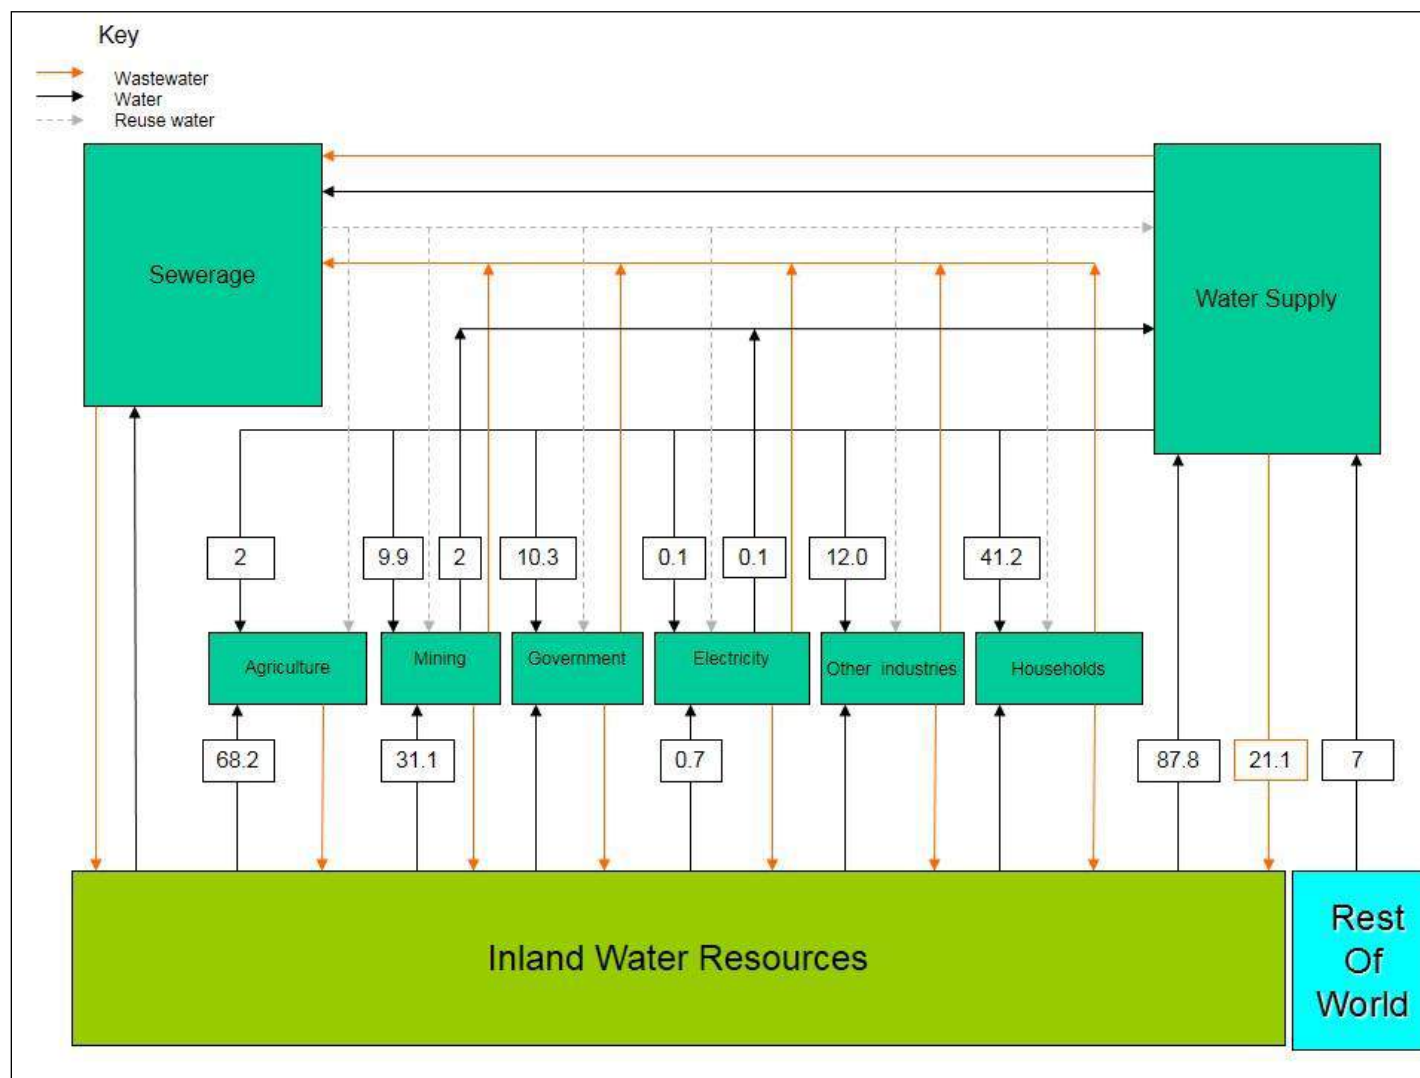 Key
Wastewater
Water
Reuse water
Sewerage
Water Supply
2
9.9
2
10.3
0.1
0.1
12.0
41.2
Agriculture
Mining
Government
Electricity
Other industries
Households
68.2
31.1
0.7
87.8
21.1
7
Inland Water Resources
Rest
Of
World